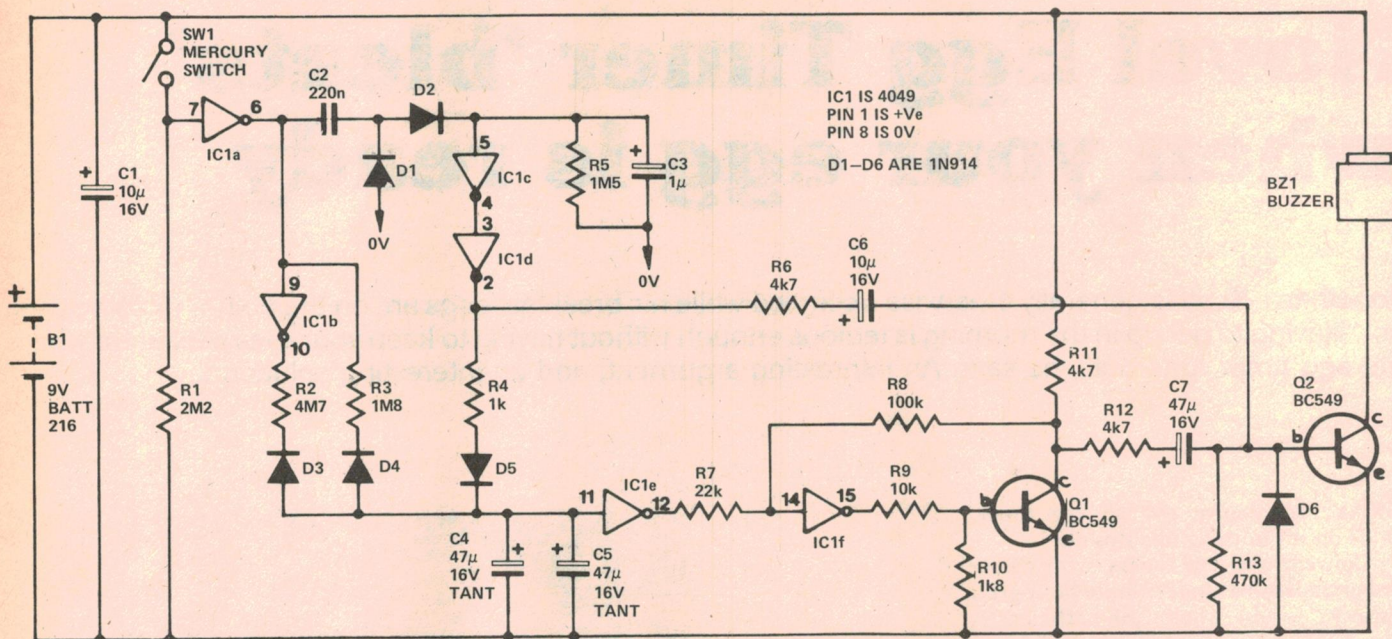 SW1
MERCURY
SWITCH
C2
220n
D2
IC1 IS 4049
PIN 1 IS +Ve
PIN 8 IS 0V
D1–D6 ARE 1N914
7
6
IC1a
5
IC1c
4
R5
1M5
+
C3
1μ
+
C1
10μ
16V
D1
0V
3
IC1d
2
0V
BZ1
BUZZER
9
IC1b
10
R6
4k7
C6
10μ
16V
+
+
B1
9V
BATT
216
R1
2M2
R2
4M7
R3
1M8
R4
1k
R8
100k
R11
4k7
R12
4k7
C7
47μ
16V
+
Q2
BC549
b
c
e
D3
D4
D5
11
IC1e
12
R7
22k
14
15
IC1f
R9
10k
b
c
e
Q1
BC549
C4
47μ
16V
TANT
+
C5
47μ
16V
TANT
+
R10
1k8
R13
470k
D6